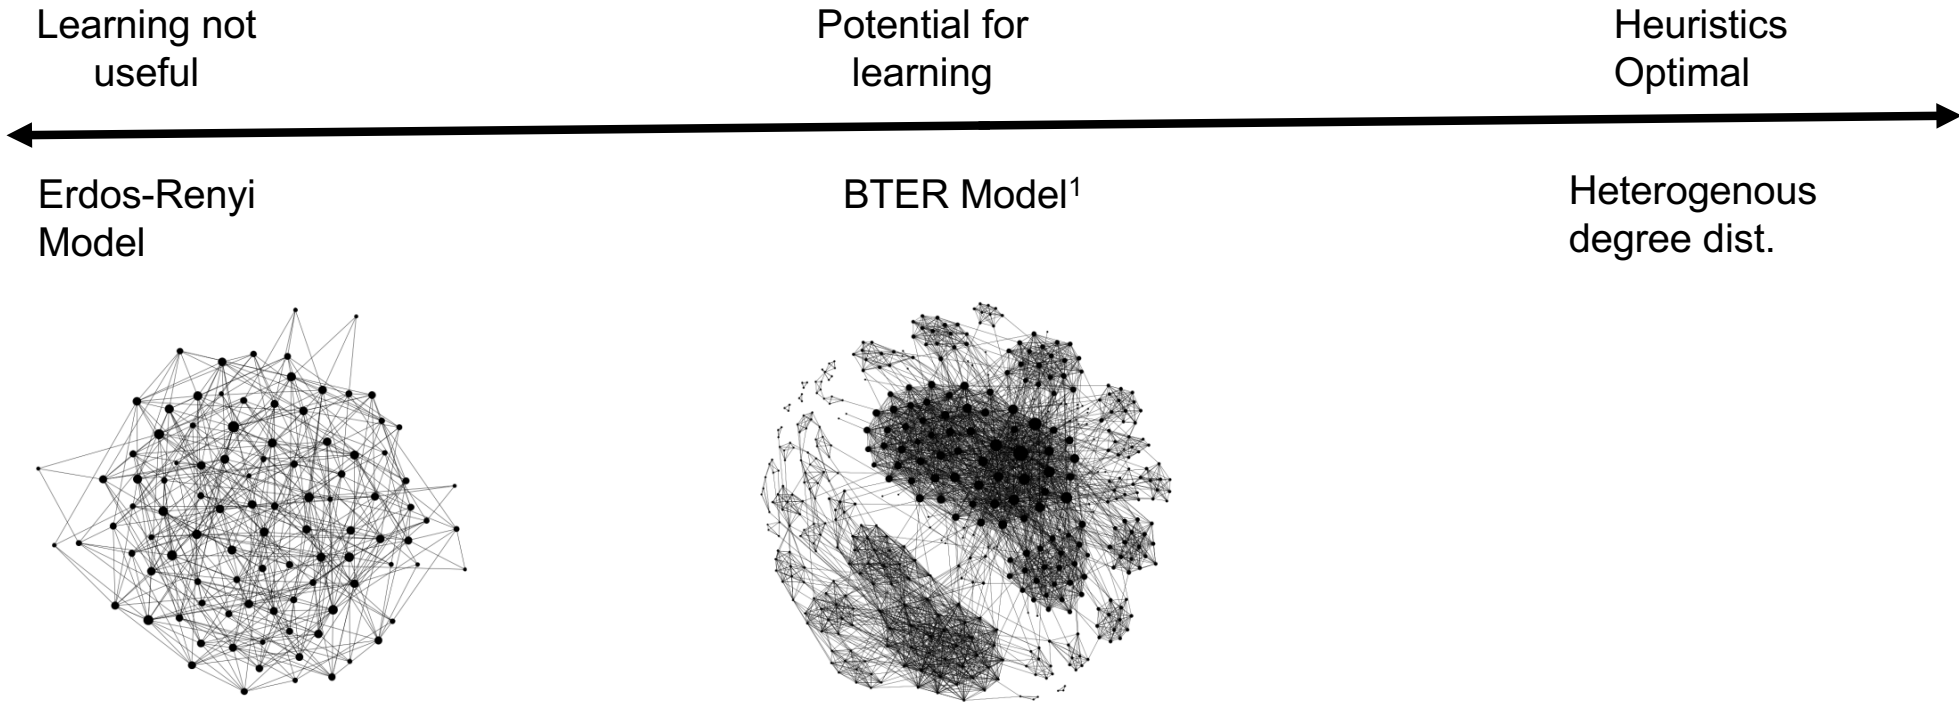 Learning not
useful
Potential for
learning
Heuristics
Optimal
Erdos-Renyi
Model
BTER Model¹
Heterogenous
degree dist.